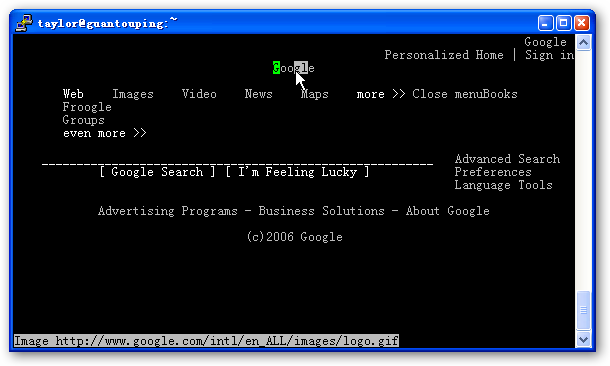 taylor@guantouping:~
Google
Personalized Home | Sign in
Google
Web Images Video News Maps more >> Close menuBooks
Froogle
Groups
even more >>
Advanced Search
[ Google Search ] [ I'm Feeling Lucky ] Preferences
Language Tools
Advertising Programs - Business Solutions - About Google
(c)2006 Google
Image http://www.google.com/intl/en_ALL/images/logo.gif